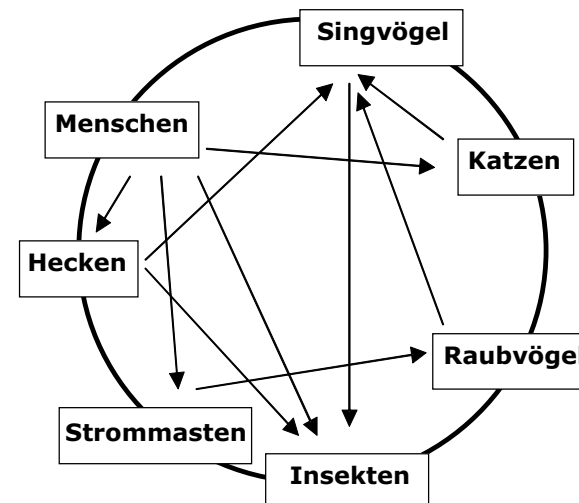 Singvögel
Menschen
Katzen
Hecken
Raubvögel
Strommasten
Insekten